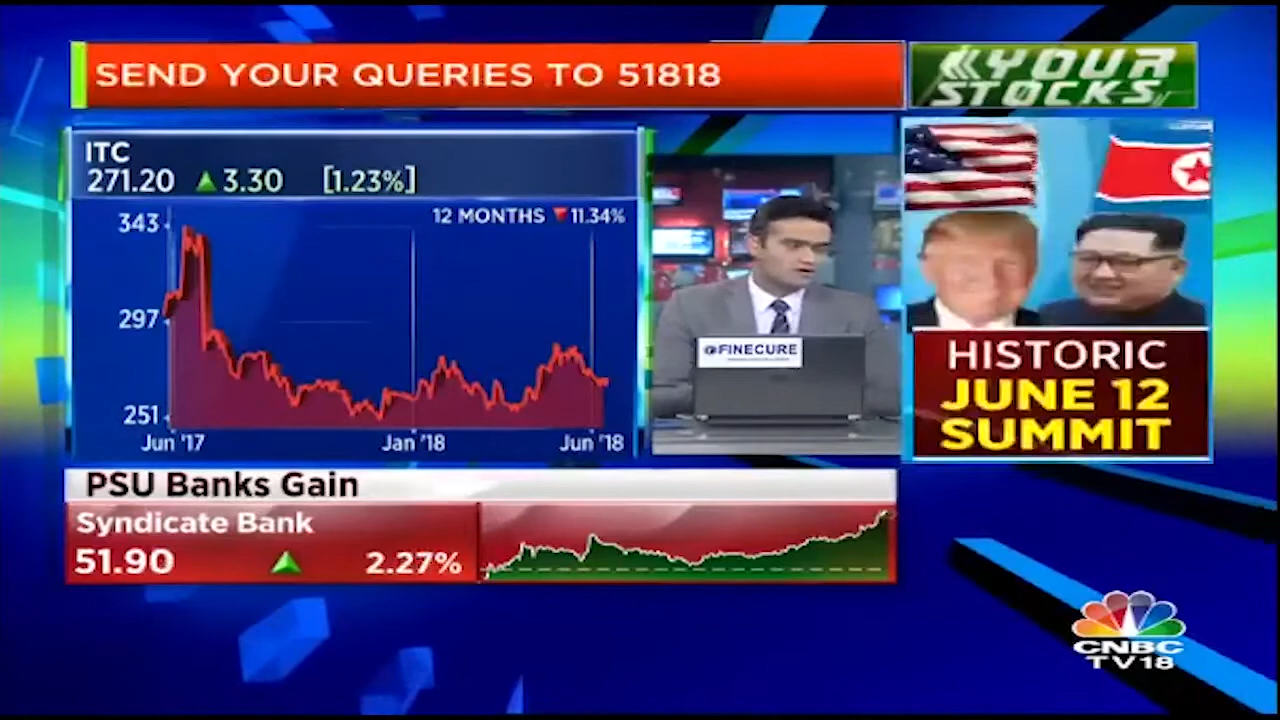 SEND YOUR QUERIES TO 51818
YOUR
STOCKS
ITC
271.20 ▲ 3.30 [1.23%]
12 MONTHS ▼ 11.34%
343
297
251
Jun '17 Jan '18 Jun '18
FINECURE
HISTORIC
JUNE 12
SUMMIT
PSU Banks Gain
Syndicate Bank
51.90 ▲ 2.27%
CNBC
TV18